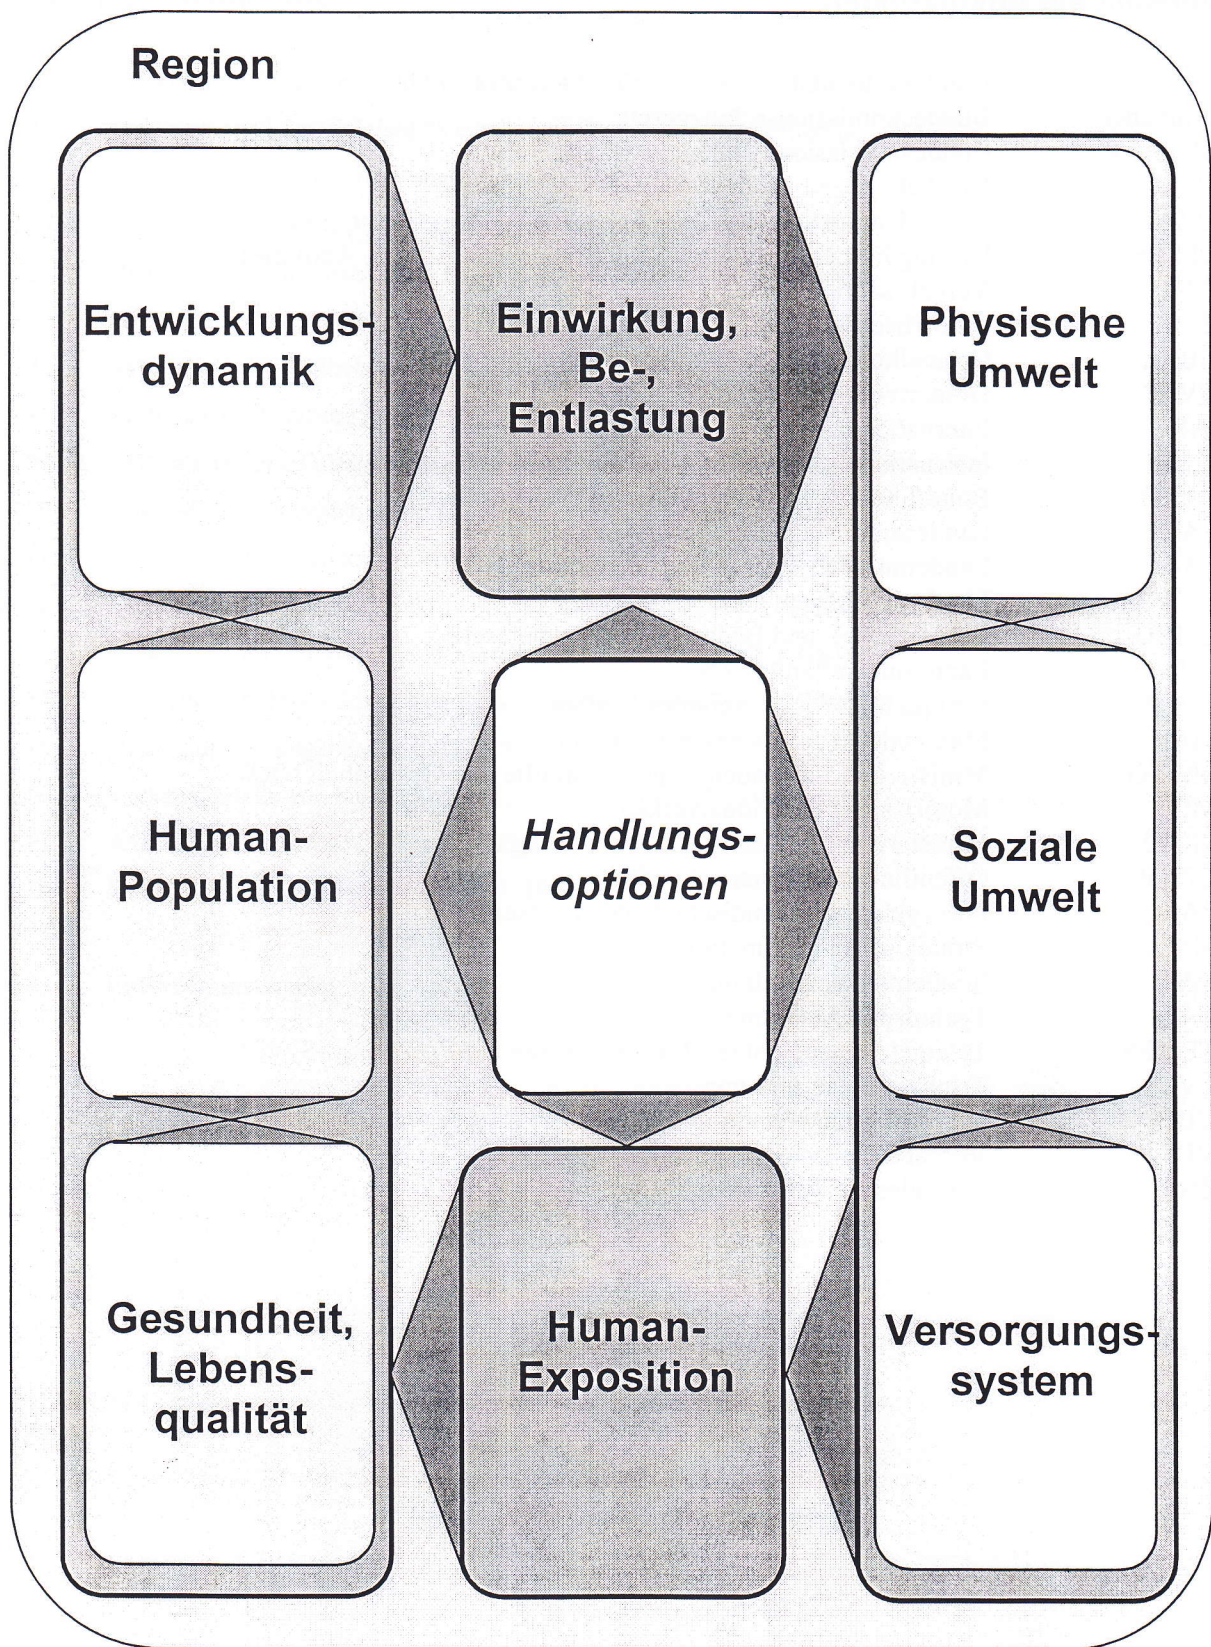 Region
Entwicklungs-
dynamik
Einwirkung,
Be-,
Entlastung
Physische
Umwelt
Human-
Population
Handlungs-
optionen
Soziale
Umwelt
Gesundheit,
Lebens-
qualität
Human-
Exposition
Versorgungs-
system